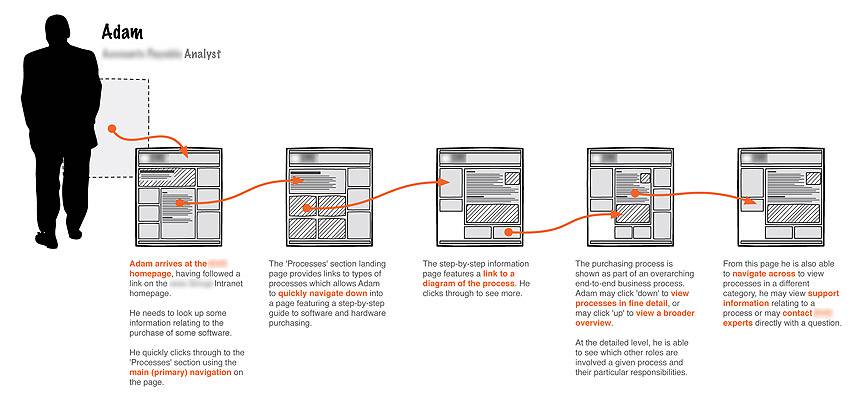 Adam
Analyst
Adam arrives at the
homepage, having followed a
link on the Intranet
homepage.
He needs to look up some
information relating to the
purchase of some software.
He quickly clicks through to the
'Processes' section using the
main (primary) navigation on
the page.
The 'Processes' section landing
page provides links to types of
processes which allows Adam
to quickly navigate down into
a page featuring a step-by-step
guide to software and hardware
purchasing.
The step-by-step information
page features a link to a
diagram of the process. He
clicks through to see more.
The purchasing process is
shown as part of an overarching
end-to-end business process.
Adam may click 'down' to view
processes in fine detail, or
may click 'up' to view a broader
overview.
At the detailed level, he is able
to see which other roles are
involved a given process and
their particular responsibilities.
From this page he is also able
to navigate across to view
processes in a different
category, he may view support
information relating to a
process or may contact
experts directly with a question.